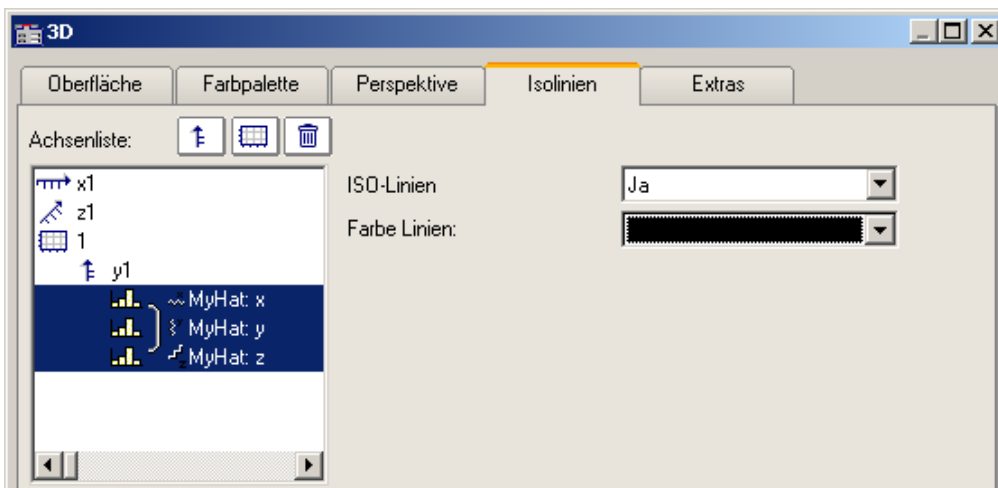 3D
Oberfläche Farbpalette Perspektive Isolinien Extras
Achsenliste:
x1
z1
1
y1
MyHat: x
MyHat: y
MyHat: z
ISO-Linien Ja
Farbe Linien: